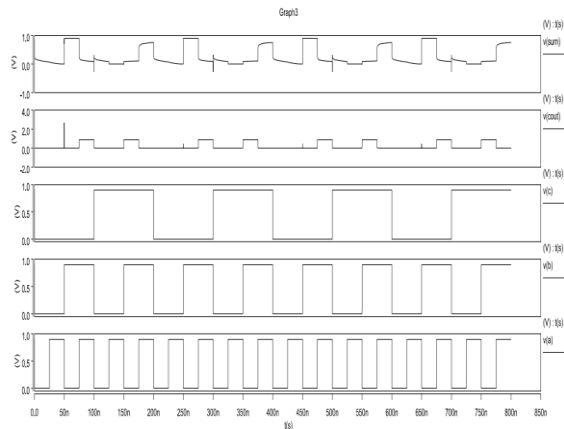 Graph3
(V) : t(s)
v(sum)
(V)
1.0
0.0
-1.0
(V) : t(s)
v(cout)
(V)
4.0
2.0
0.0
-2.0
(V) : t(s)
v(c)
(V)
1.0
0.5
0.0
(V) : t(s)
v(b)
(V)
1.0
0.5
0.0
(V) : t(s)
v(a)
(V)
1.0
0.5
0.0
0.0 50n 100n 150n 200n 250n 300n 350n 400n 450n 500n 550n 600n 650n 700n 750n 800n 850n
t(s)